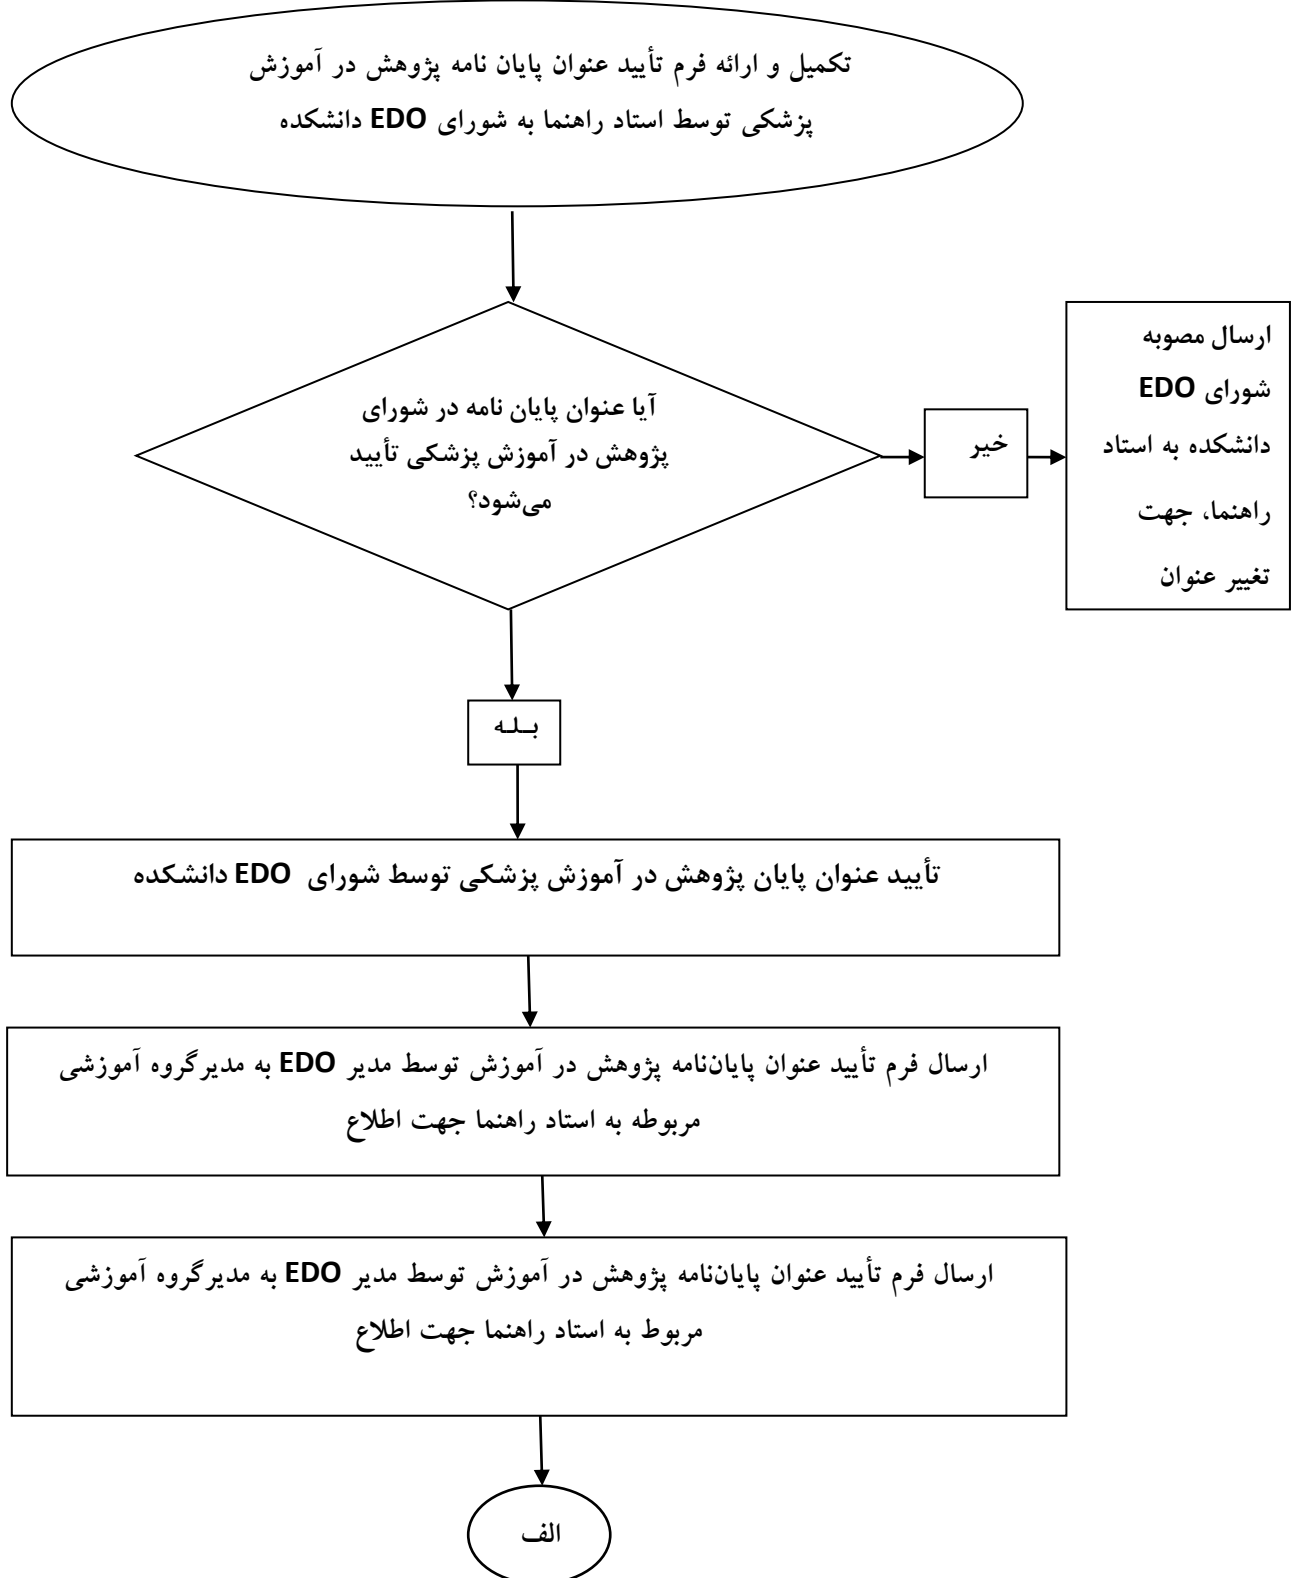 تکمیل و ارائه فرم تأیید عنوان پایان نامه پژوهش در آموزش
پزشکی توسط استاد راهنما به شورای EDO دانشکده
آیا عنوان پایان نامه در شورای
پژوهش در آموزش پزشکی تأیید
می‌شود؟
خیر
ارسال مصوبه
شورای EDO
دانشکده به استاد
راهنما، جهت
تغییر عنوان
بـلـه
تأیید عنوان پایان پژوهش در آموزش پزشکی توسط شورای EDO دانشکده
ارسال فرم تأیید عنوان پایان‌نامه پژوهش در آموزش توسط مدیر EDO به مدیرگروه آموزشی
مربوطه به استاد راهنما جهت اطلاع
ارسال فرم تأیید عنوان پایان‌نامه پژوهش در آموزش توسط مدیر EDO به مدیرگروه آموزشی
مربوط به استاد راهنما جهت اطلاع
الف